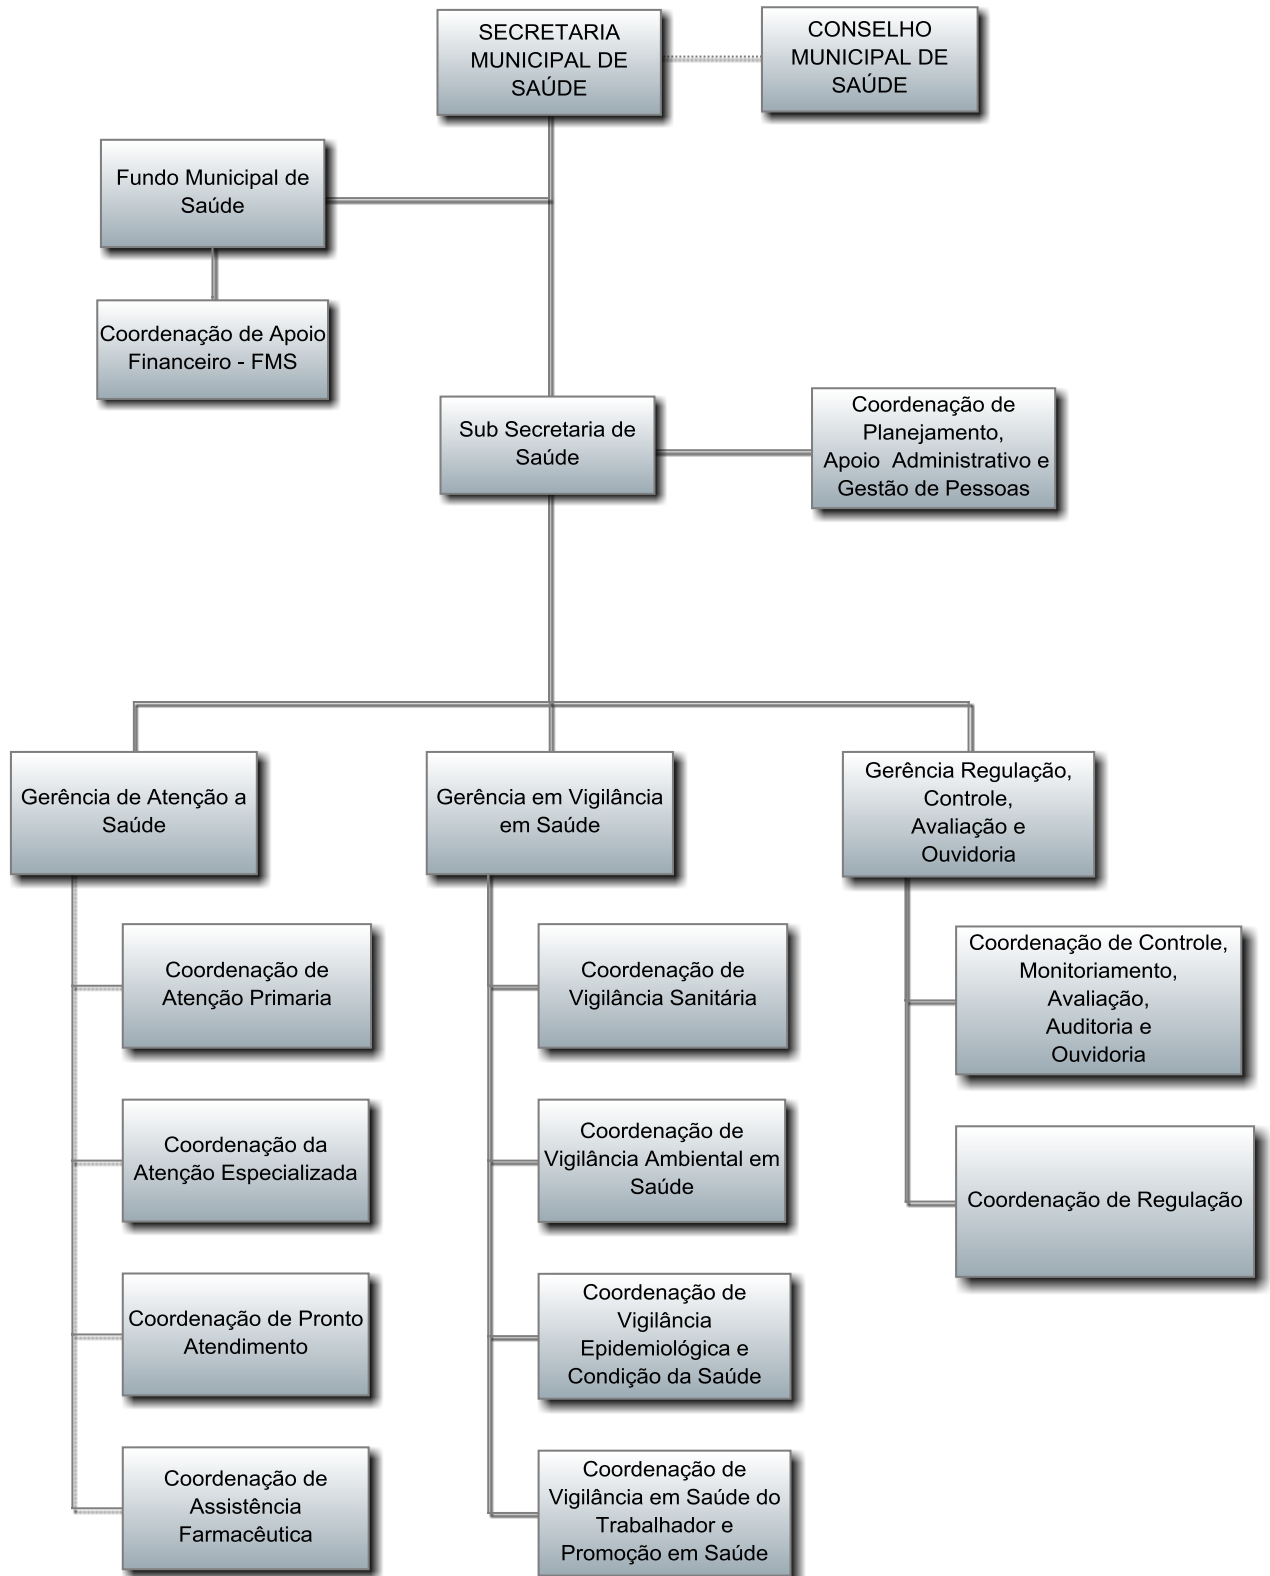 SECRETARIA
MUNICIPAL DE
SAÚDE
CONSELHO
MUNICIPAL DE
SAÚDE
Fundo Municipal de
Saúde
Coordenação de Apoio
Financeiro - FMS
Sub Secretaria de
Saúde
Coordenação de
Planejamento,
Apoio  Administrativo e
Gestão de Pessoas
Gerência de Atenção a
Saúde
Gerência em Vigilância
em Saúde
Gerência Regulação,
Controle,
Avaliação e
Ouvidoria
Coordenação de
Atenção Primaria
Coordenação da
Atenção Especializada
Coordenação de Pronto
Atendimento
Coordenação de
Assistência
Farmacêutica
Coordenação de
Vigilância Sanitária
Coordenação de
Vigilância Ambiental em
Saúde
Coordenação de
Vigilância
Epidemiológica e
Condição da Saúde
Coordenação de
Vigilância em Saúde do
Trabalhador e
Promoção em Saúde
Coordenação de Controle,
Monitoriamento,
Avaliação,
Auditoria e
Ouvidoria
Coordenação de Regulação